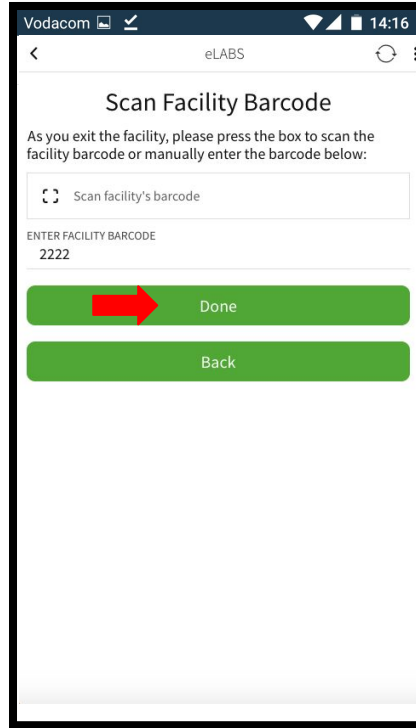 Vodacom 14:16
eLABS
Scan Facility Barcode
As you exit the facility, please press the box to scan the
facility barcode or manually enter the barcode below:
Scan facility's barcode
ENTER FACILITY BARCODE
2222
Done
Back